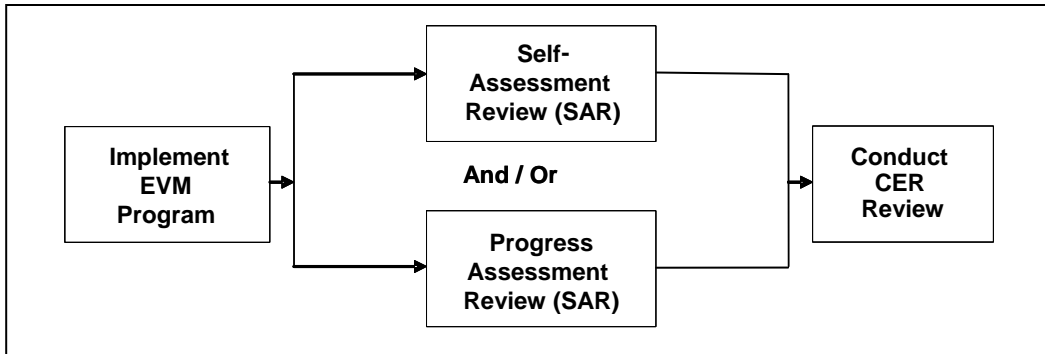 Self-
Assessment
Review (SAR)
Implement
EVM
Program
And / Or
Conduct
CER
Review
Progress
Assessment
Review (SAR)